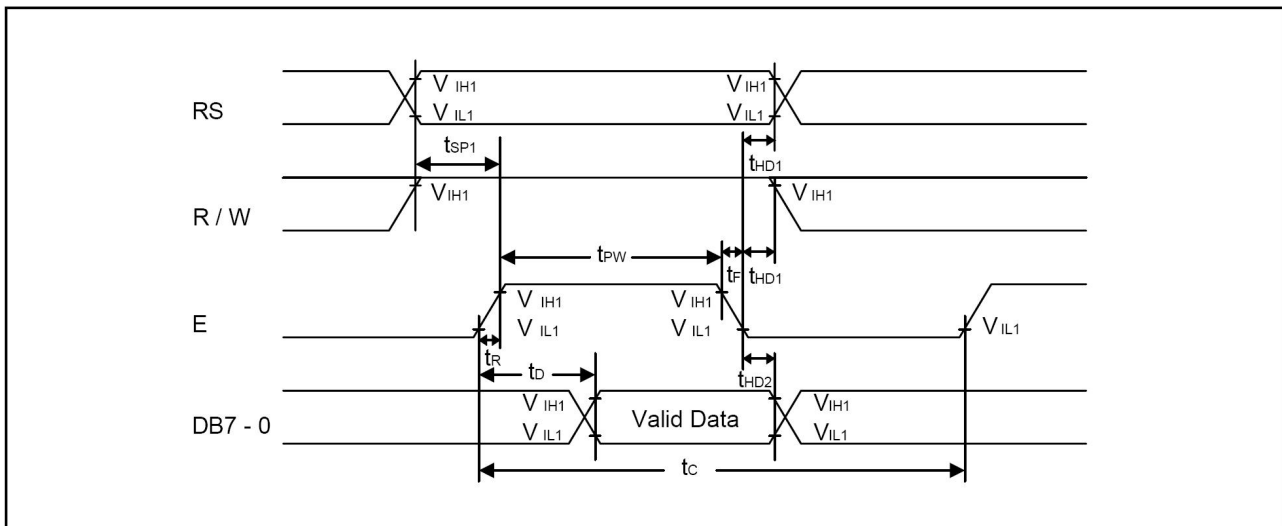 V IH1 V IH1
RS
V IL1 V IL1
tSP1 tHD1
VIH1 VIH1
R / W
tPW tF tHD1
V IH1 V IH1
E V IL1 V IL1 V IL1
tR tD tHD2
V IH1 VIH1
DB7 - 0 Valid Data
V IL1 VIL1
tC